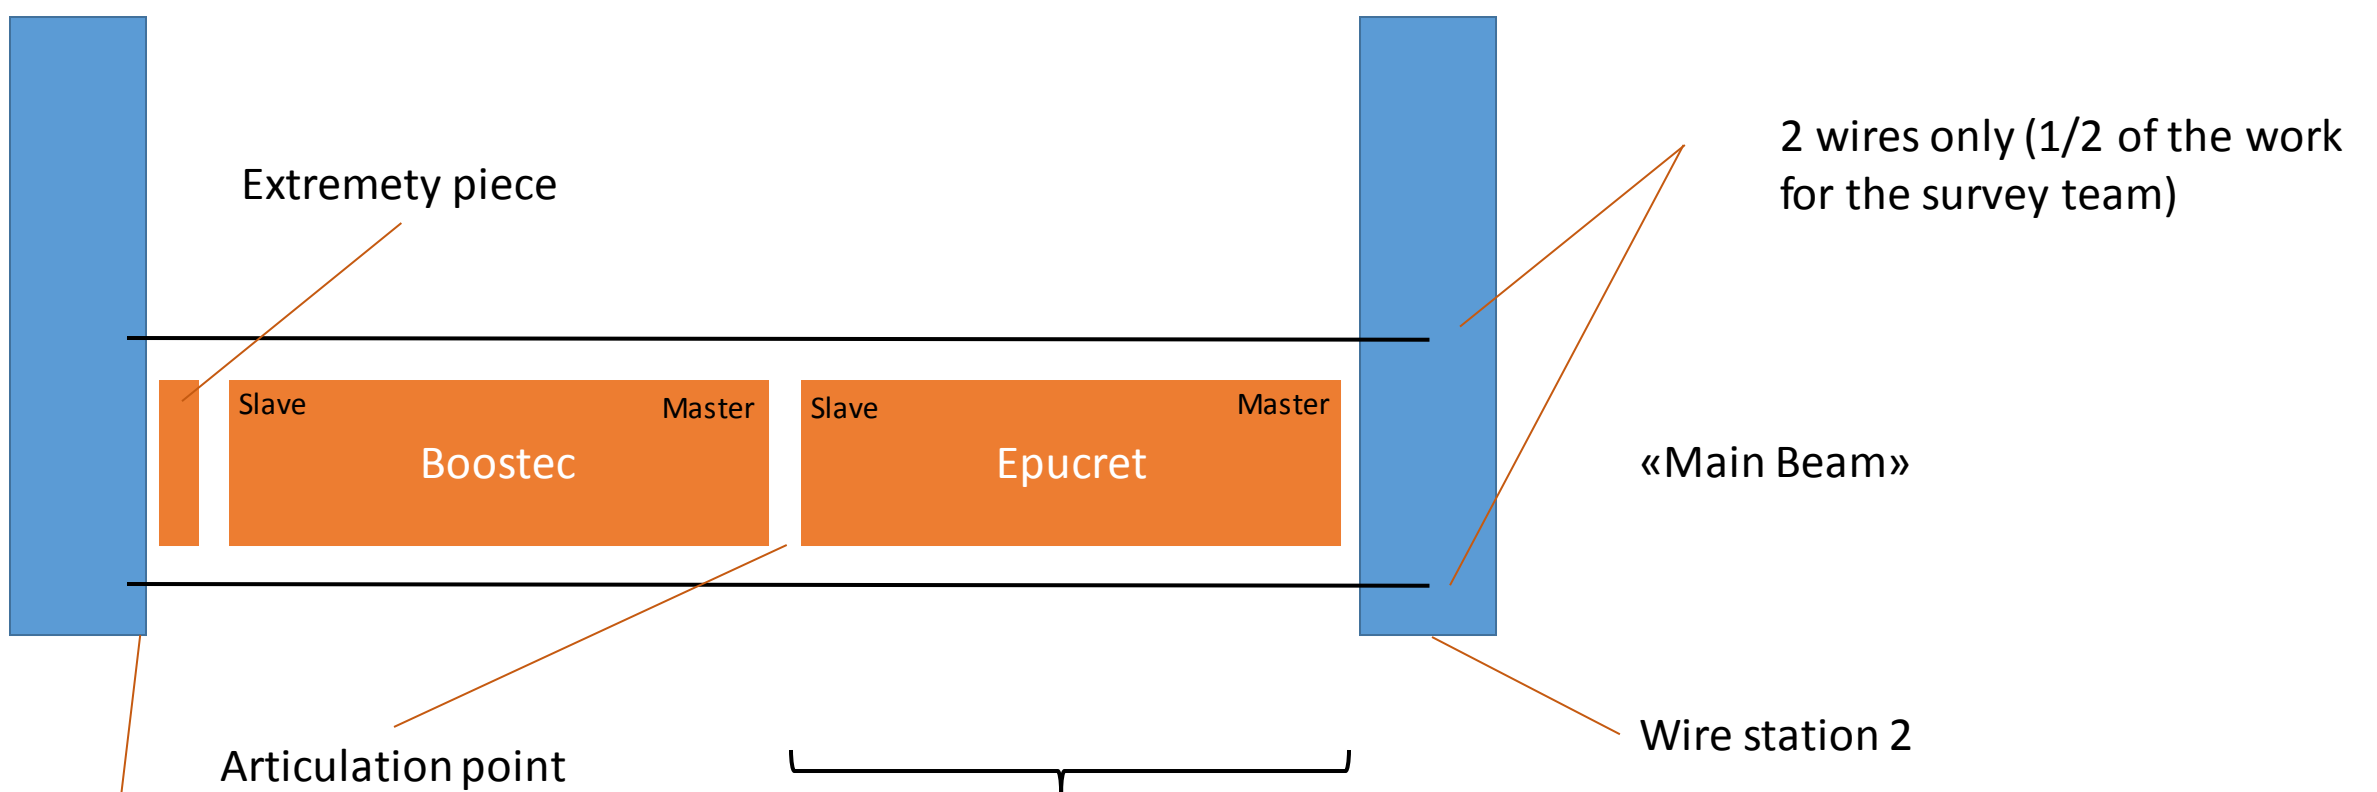 2 wires only (1/2 of the work
for the survey team)
Extremety piece
Slave
Master
Slave
Master
Boostec
Epucret
«Main Beam»
Wire station 2
Articulation point